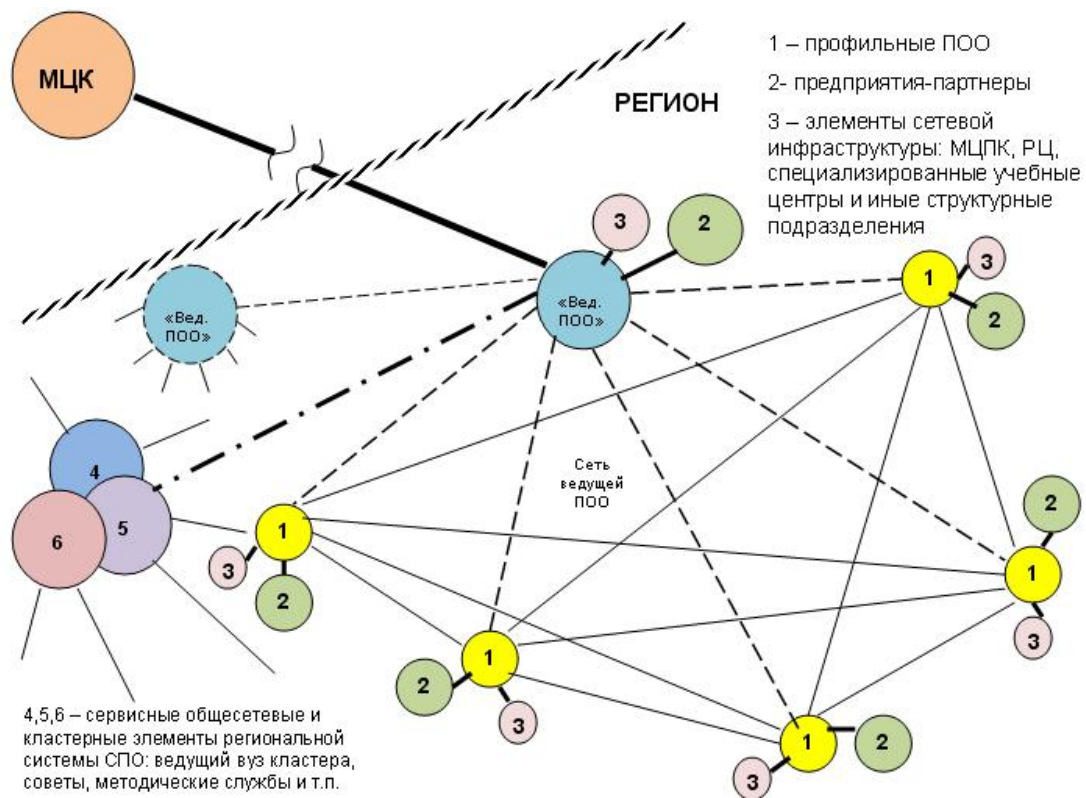 МЦК
РЕГИОН
1 – профильные ПОО
2- предприятия-партнеры
3 – элементы сетевой
инфраструктуры: МЦПК, РЦ,
специализированные учебные
центры и иные структурные
подразделения
3
2
«Вед.
ПОО»
«Вед.
ПОО»
1
3
2
4
5
6
Сеть
ведущей
ПОО
1
3
2
2
1
3
1
2
3
1
2
3
4,5,6 – сервисные общесетевые и
кластерные элементы региональной
системы СПО: ведущий вуз кластера,
советы, методические службы и т.п.